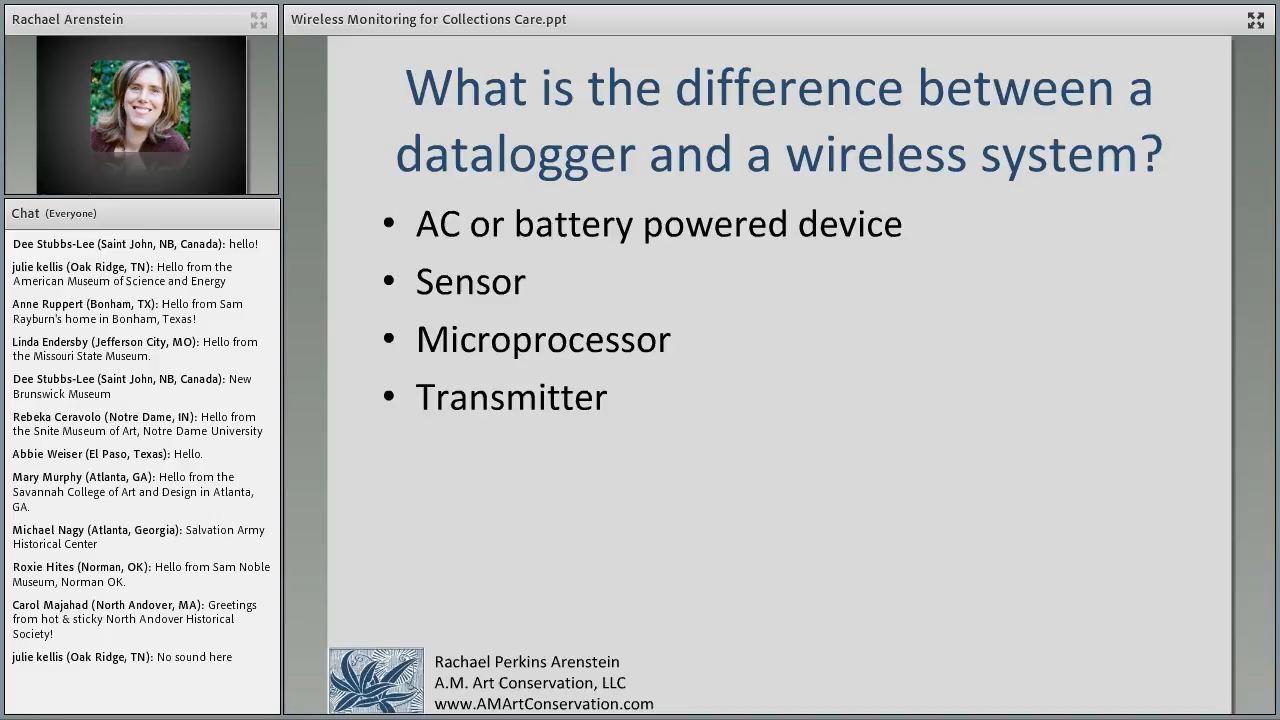 Rachael Arenstein
Chat (Everyone)
Dee Stubbs-Lee (Saint John, NB, Canada): hello!
julie kellis (Oak Ridge, TN): Hello from the
American Museum of Science and Energy
Anne Ruppert (Bonham, TX): Hello from Sam
Rayburn's home in Bonham, Texas!
Linda Endersby (Jefferson City, MO): Hello from
the Missouri State Museum.
Dee Stubbs-Lee (Saint John, NB, Canada): New
Brunswick Museum
Rebeka Ceravolo (Notre Dame, IN): Hello from
the Snite Museum of Art, Notre Dame University
Abbie Weiser (El Paso, Texas): Hello.
Mary Murphy (Atlanta, GA): Hello from the
Savannah College of Art and Design in Atlanta,
GA.
Michael Nagy (Atlanta, Georgia): Salvation Army
Historical Center
Roxie Hites (Norman, OK): Hello from Sam Noble
Museum, Norman OK.
Carol Majahad (North Andover, MA): Greetings
from hot & sticky North Andover Historical
Society!
julie kellis (Oak Ridge, TN): No sound here
Wireless Monitoring for Collections Care.ppt
What is the difference between a
datalogger and a wireless system?
• AC or battery powered device
• Sensor
• Microprocessor
• Transmitter
Rachael Perkins Arenstein
A.M. Art Conservation, LLC
www.AMArtConservation.com